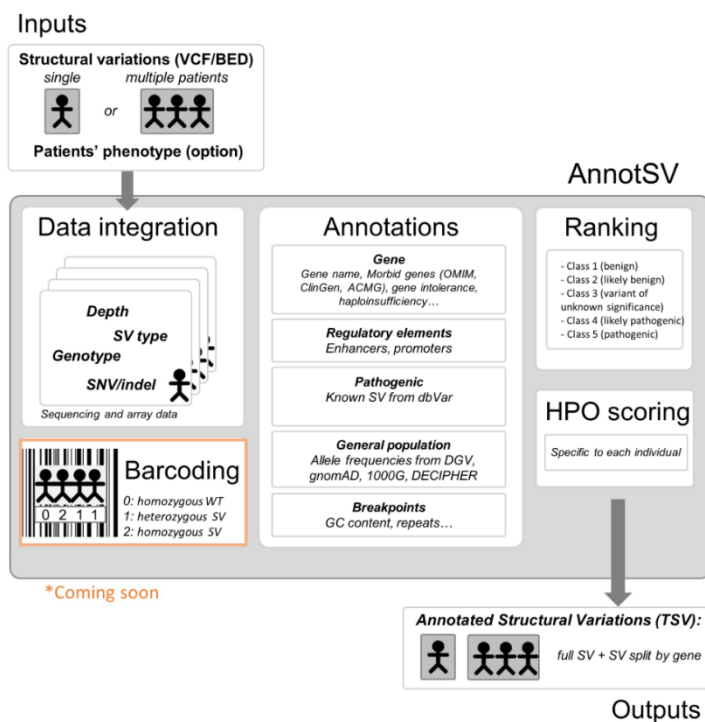 Inputs
Structural variations (VCF/BED)
single
multiple patients
or
Patients' phenotype (option)
AnnotSV
Data integration
Depth
SV type
Genotype
SNV/indel
Sequencing and array data
Barcoding
0 2 1 1
0: homozygous WT
1: heterozygous SV
2: homozygous SV
*Coming soon
Annotations
Gene
Gene name, Morbid genes (OMIM,
ClinGen, ACMG), gene intolerance,
haploinsufficiency…
Regulatory elements
Enhancers, promoters
Pathogenic
Known SV from dbVar
General population
Allele frequencies from DGV,
gnomAD, 1000G, DECIPHER
Breakpoints
GC content, repeats…
Ranking
- Class 1 (benign)
- Class 2 (likely benign)
- Class 3 (variant of
unknown significance)
- Class 4 (likely pathogenic)
- Class 5 (pathogenic)
HPO scoring
Specific to each individual
Annotated Structural Variations (TSV):
full SV + SV split by gene
Outputs